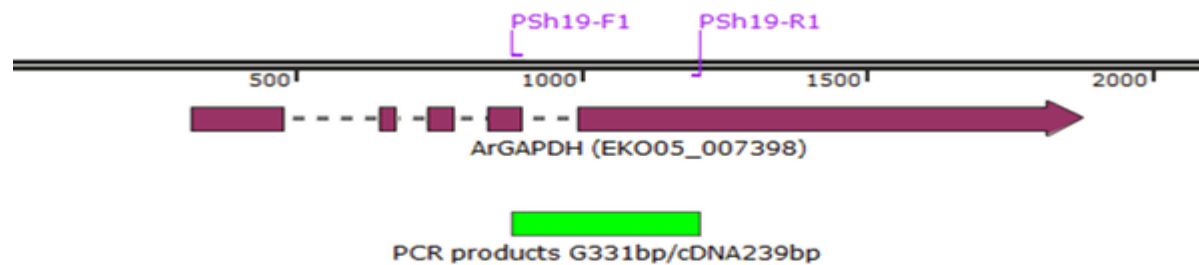 PSh19-F1 PSh19-R1
500 1000 1500 2000
ArGAPDH (EKO05_007398)
PCR products G331bp/cDNA239bp